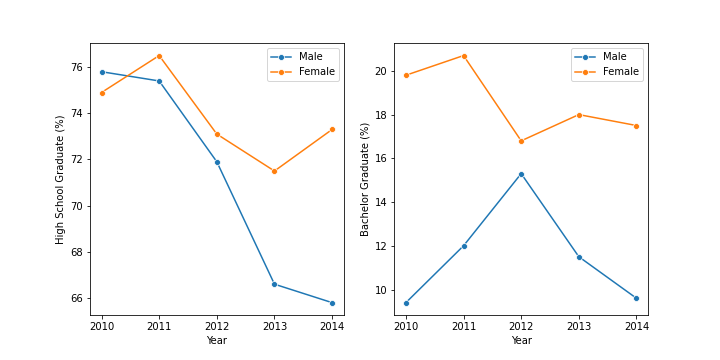 High School Graduate (%)
76
74
72
70
68
66
2010 2011 2012 2013 2014
Year
Male
Female
Bachelor Graduate (%)
20
18
16
14
12
10
2010 2011 2012 2013 2014
Year
Male
Female